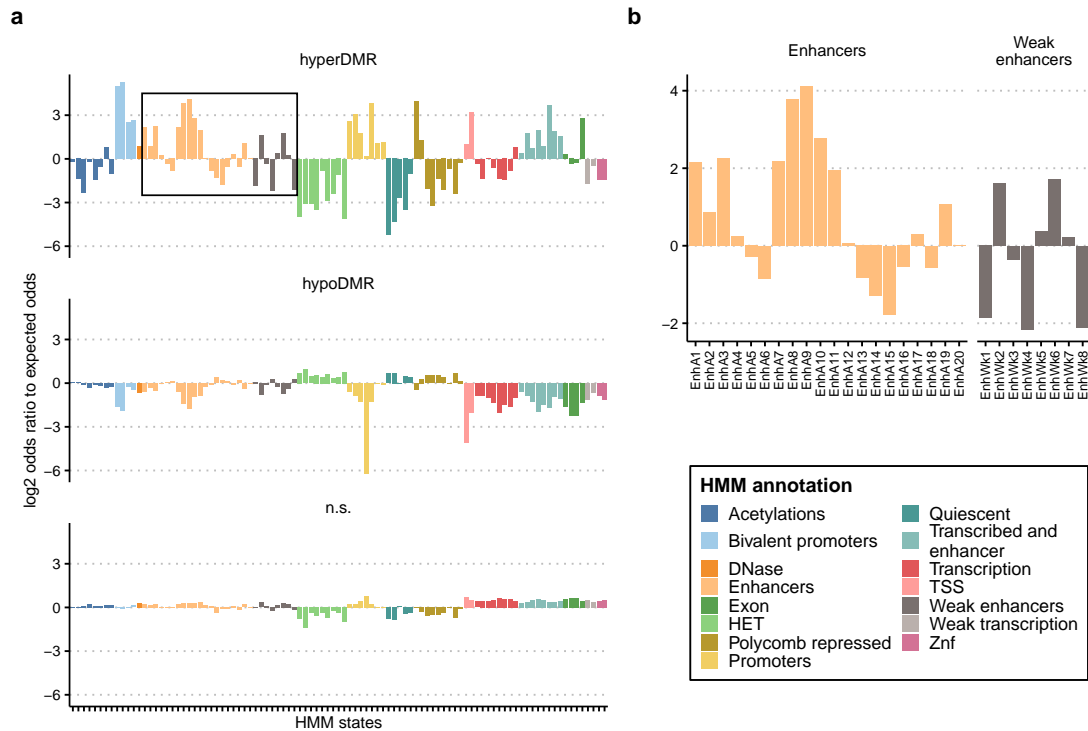 a
hyperDMR
3
0
−3
−6
hypoDMR
3
0
−3
−6
n.s.
3
0
−3
−6
log2 odds ratio to expected odds
HMM states
b
Enhancers
Weak
enhancers
4
2
0
−2
EnhA1
EnhA2
EnhA3
EnhA4
EnhA5
EnhA6
EnhA7
EnhA8
EnhA9
EnhA10
EnhA11
EnhA12
EnhA13
EnhA14
EnhA15
EnhA16
EnhA17
EnhA18
EnhA19
EnhA20
EnhWk1
EnhWk2
EnhWk3
EnhWk4
EnhWk5
EnhWk6
EnhWk7
EnhWk8
HMM annotation
Acetylations
Bivalent promoters
DNase
Enhancers
Exon
HET
Polycomb repressed
Promoters
Quiescent
Transcribed and
enhancer
Transcription
TSS
Weak enhancers
Weak transcription
Znf